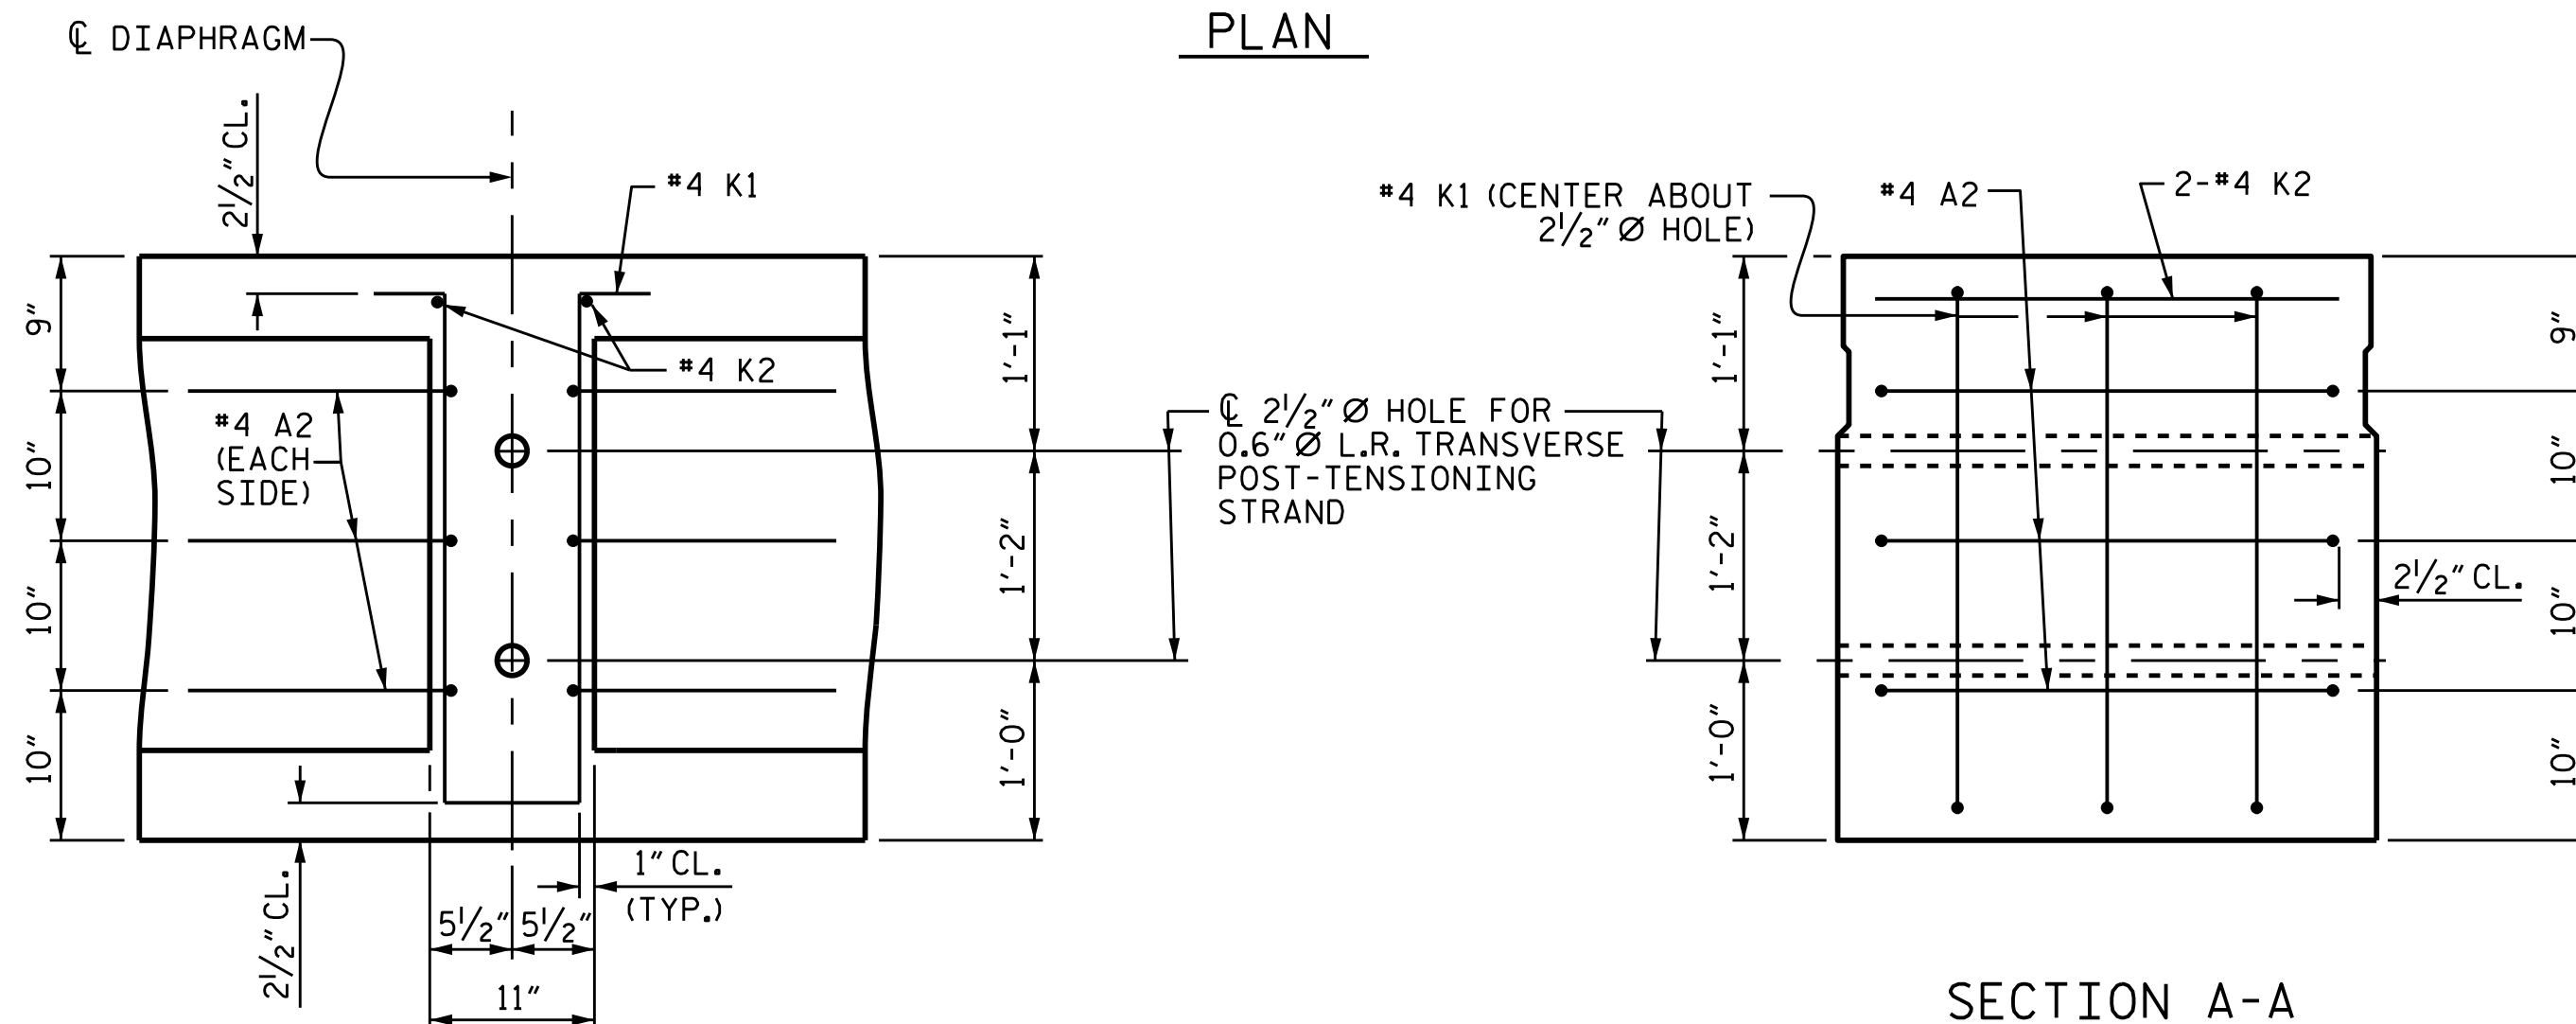 PLAN
℄ DIAPHRAGM
2½" CL.
#4 K1
#4 K2
#4 A2
(EACH
SIDE)
9"
10"
10"
10"
2½" CL.
1" CL.
(TYP.)
5½"
5½"
11"
1'-1"
1'-2"
1'-0"
℄ 2½" Ø HOLE FOR
0.6" Ø L.R. TRANSVERSE
POST-TENSIONING
STRAND
#4 K1 (CENTER ABOUT
2½" Ø HOLE)
#4 A2
2-#4 K2
1'-1"
1'-2"
1'-0"
9"
10"
10"
10"
2½" CL.
SECTION A-A